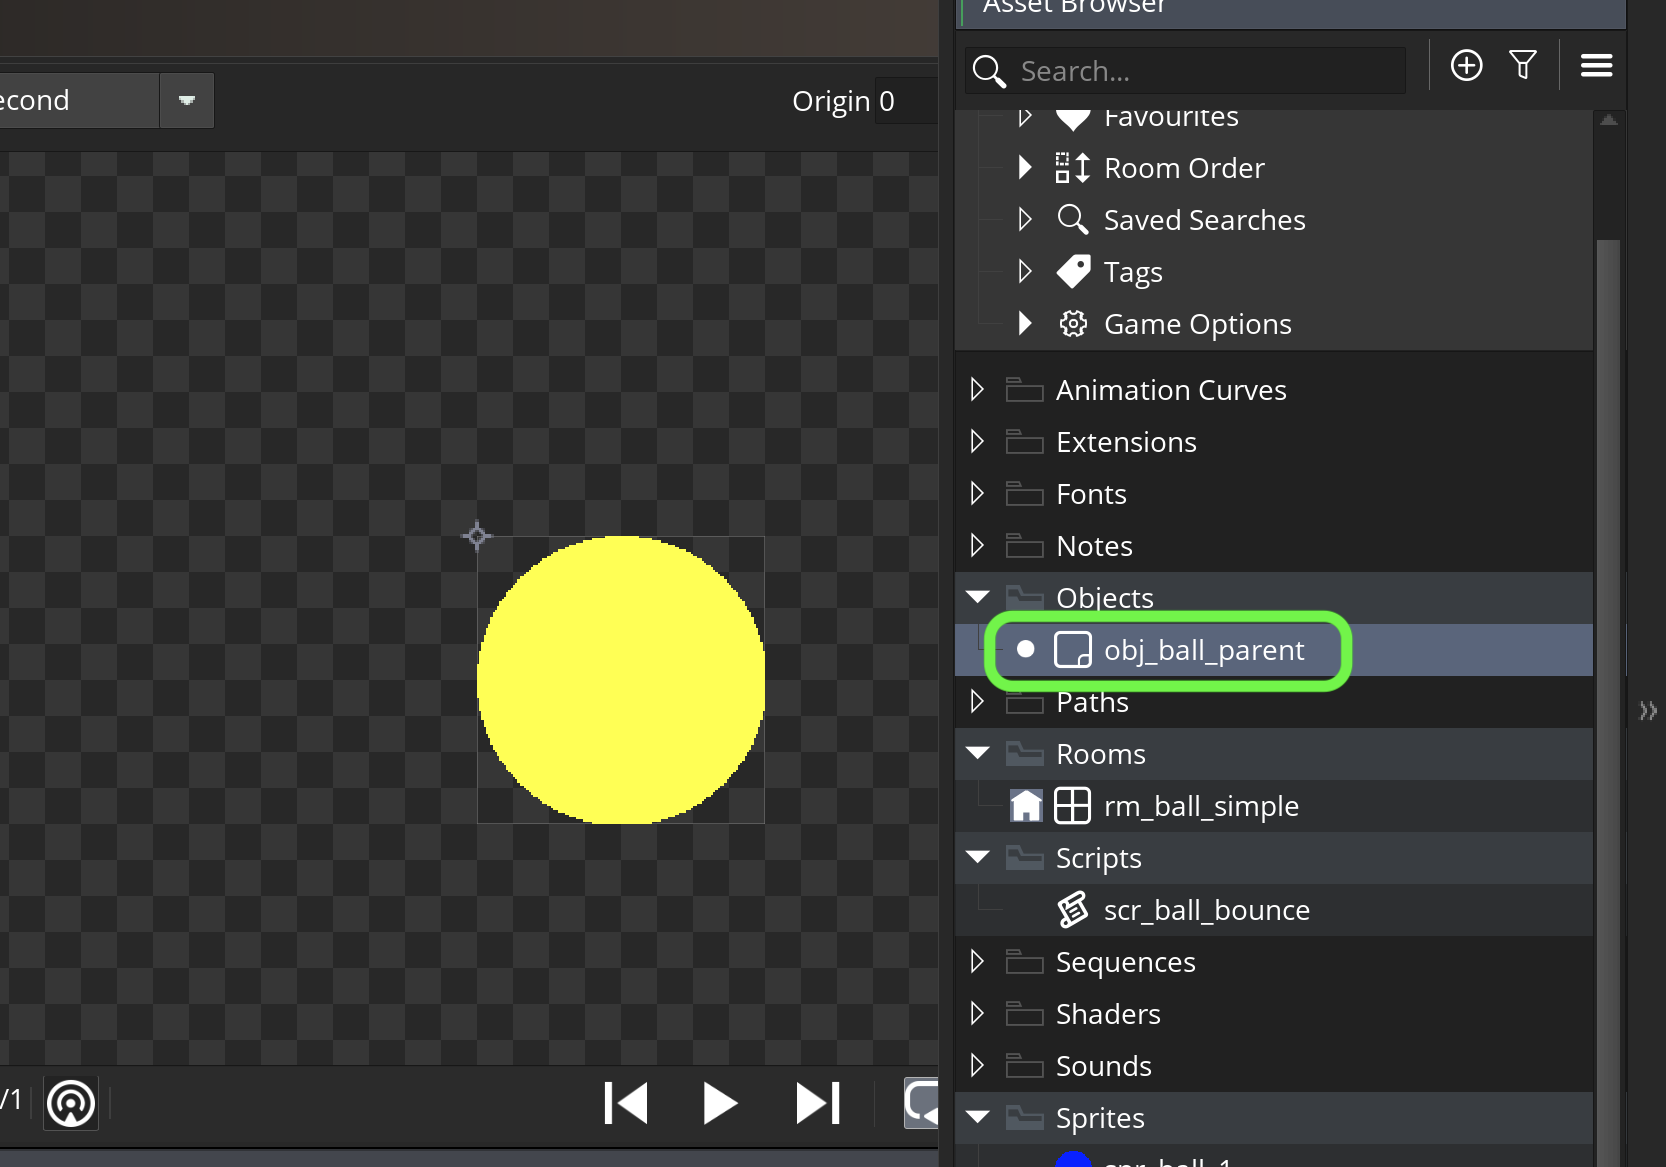 Asset Browser
econd
Origin 0
Search...
Favourites
Room Order
Saved Searches
Tags
Game Options
Animation Curves
Extensions
Fonts
Notes
Objects
obj_ball_parent
Paths
Rooms
rm_ball_simple
Scripts
scr_ball_bounce
Sequences
Shaders
Sounds
/1
Sprites
spr_ball_1